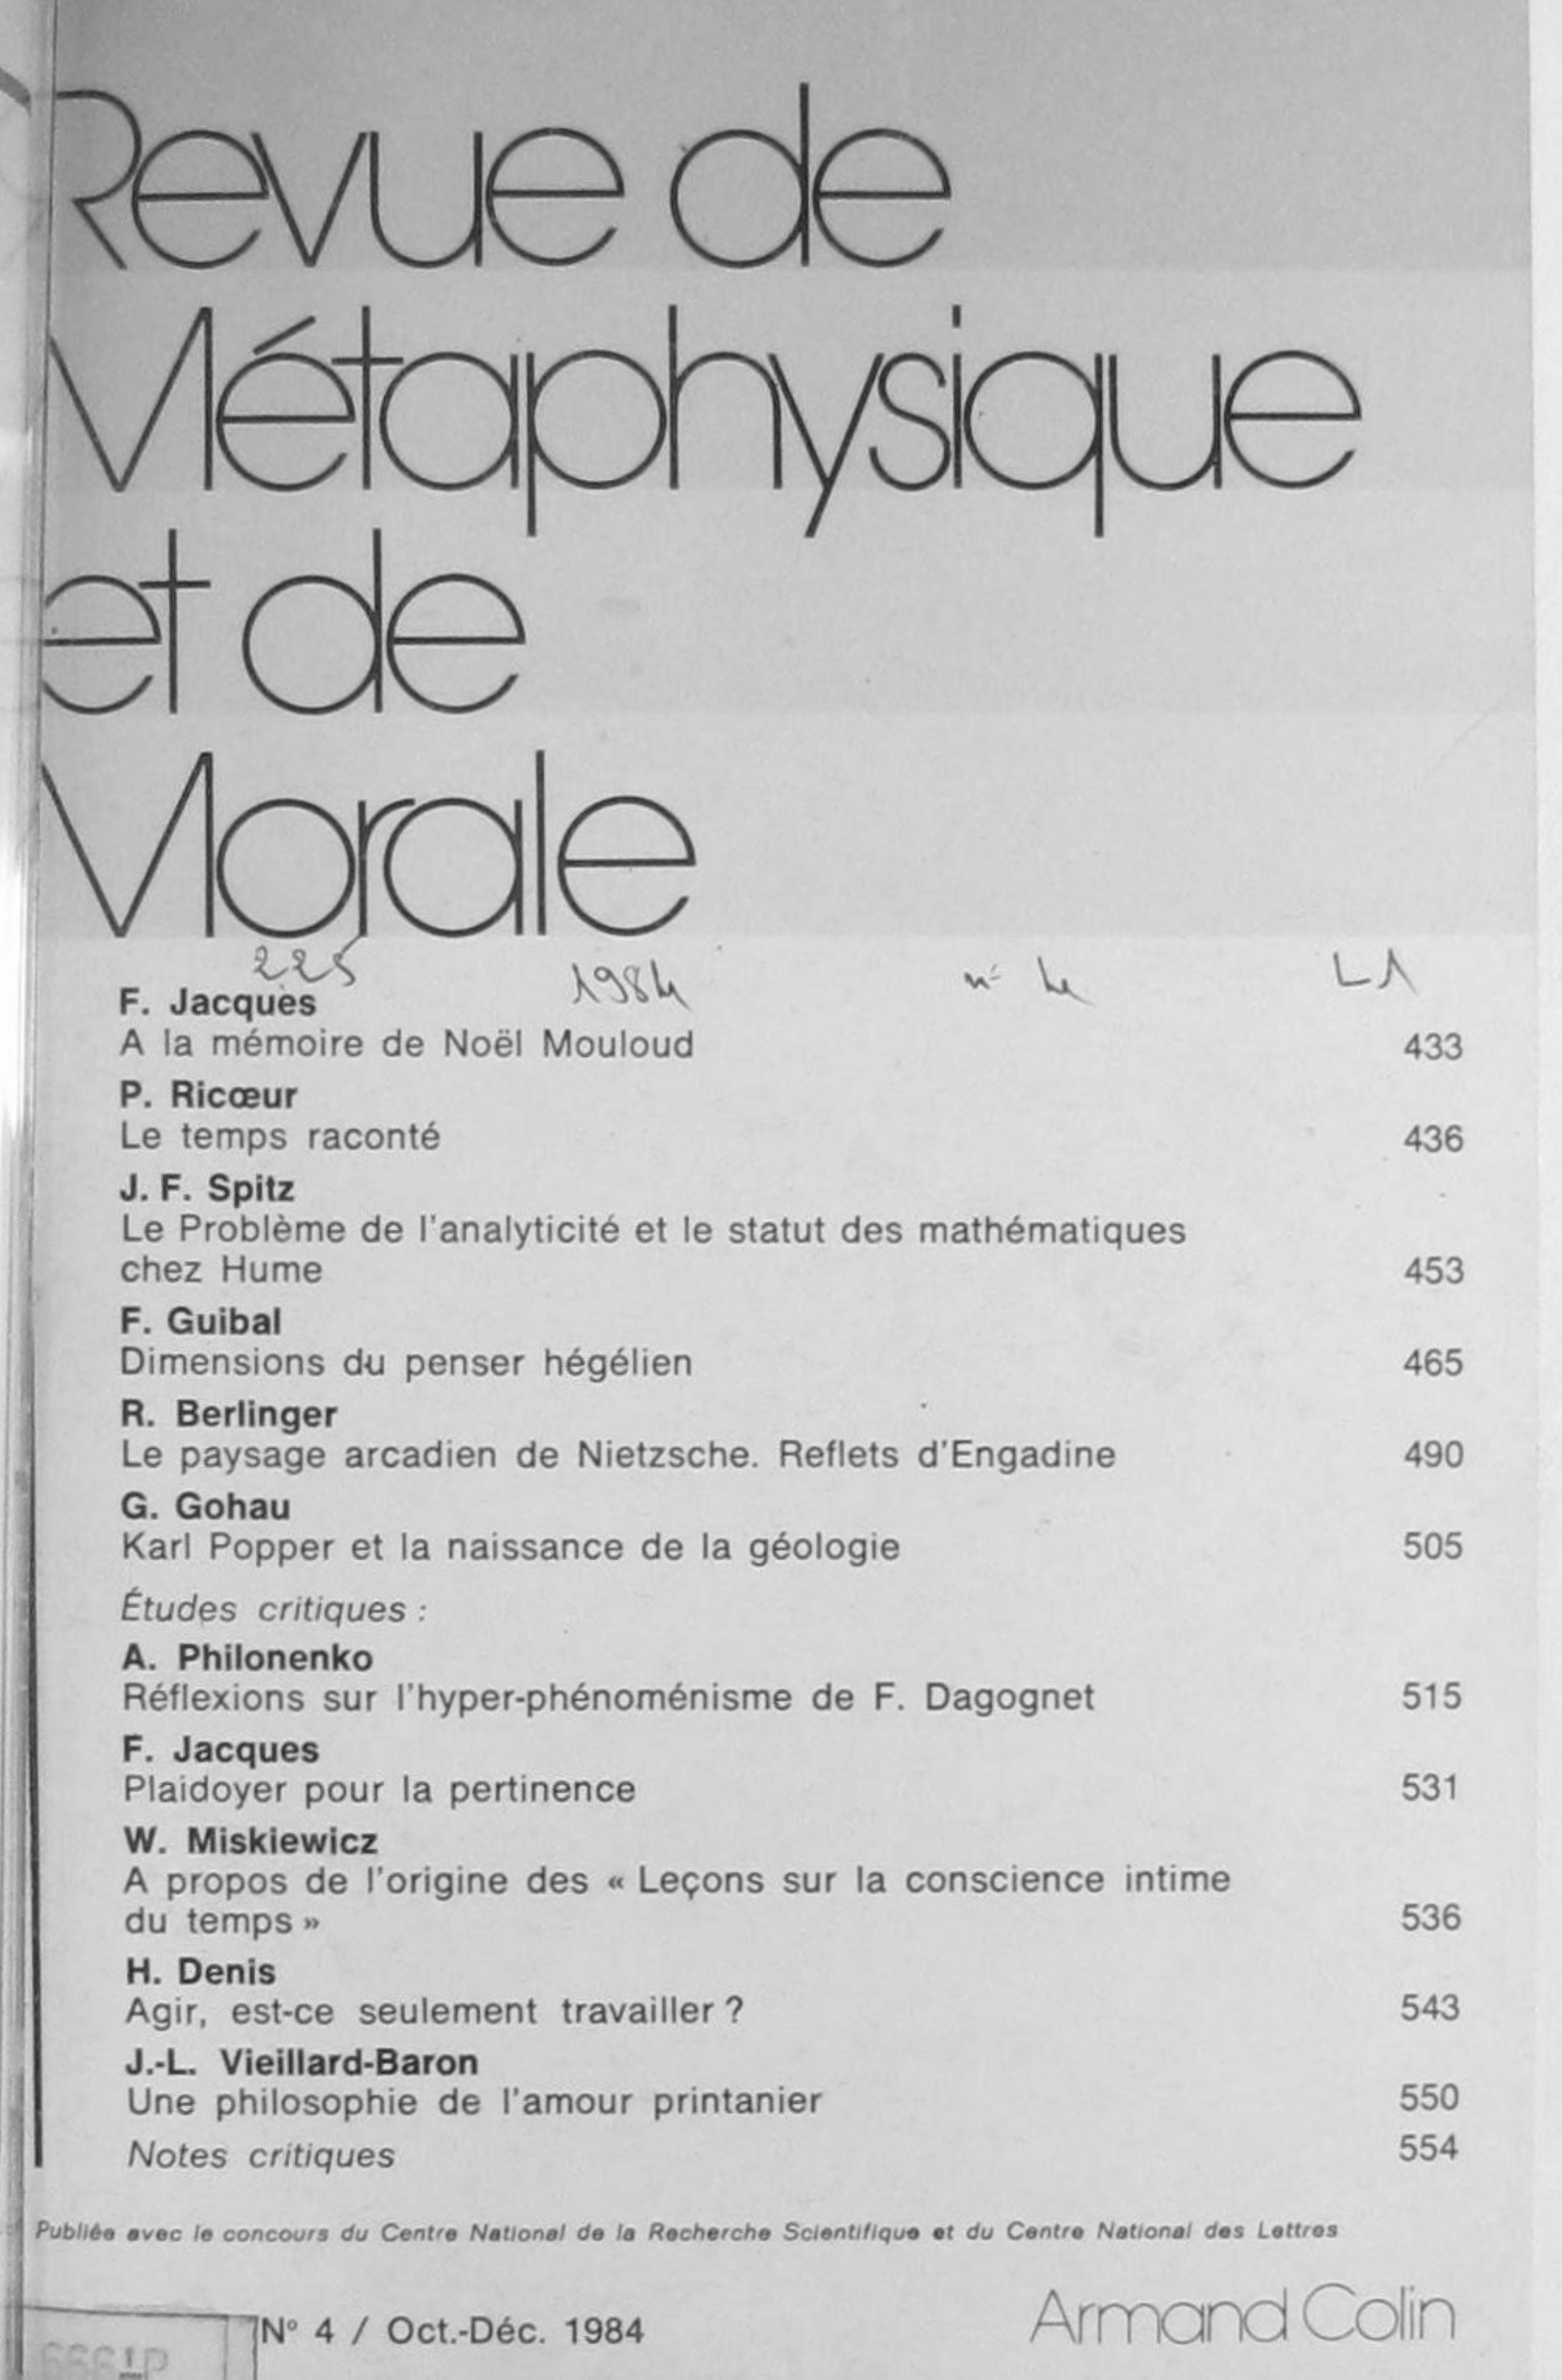 Revue de
Métaphysique
et de
Morale
225 1984 n° 4 L1
F. Jacques
A la mémoire de Noël Mouloud 433
P. Ricœur
Le temps raconté 436
J. F. Spitz
Le Problème de l'analyticité et le statut des mathématiques
chez Hume 453
F. Guibal
Dimensions du penser hégélien 465
R. Berlinger
Le paysage arcadien de Nietzsche. Reflets d'Engadine 490
G. Gohau
Karl Popper et la naissance de la géologie 505
Études critiques :
A. Philonenko
Réflexions sur l'hyper-phénoménisme de F. Dagognet 515
F. Jacques
Plaidoyer pour la pertinence 531
W. Miskiewicz
A propos de l'origine des « Leçons sur la conscience intime
du temps » 536
H. Denis
Agir, est-ce seulement travailler ? 543
J.-L. Vieillard-Baron
Une philosophie de l'amour printanier 550
Notes critiques 554
Publiée avec le concours du Centre National de la Recherche Scientifique et du Centre National des Lettres
N° 4 / Oct.-Déc. 1984 Armand Colin